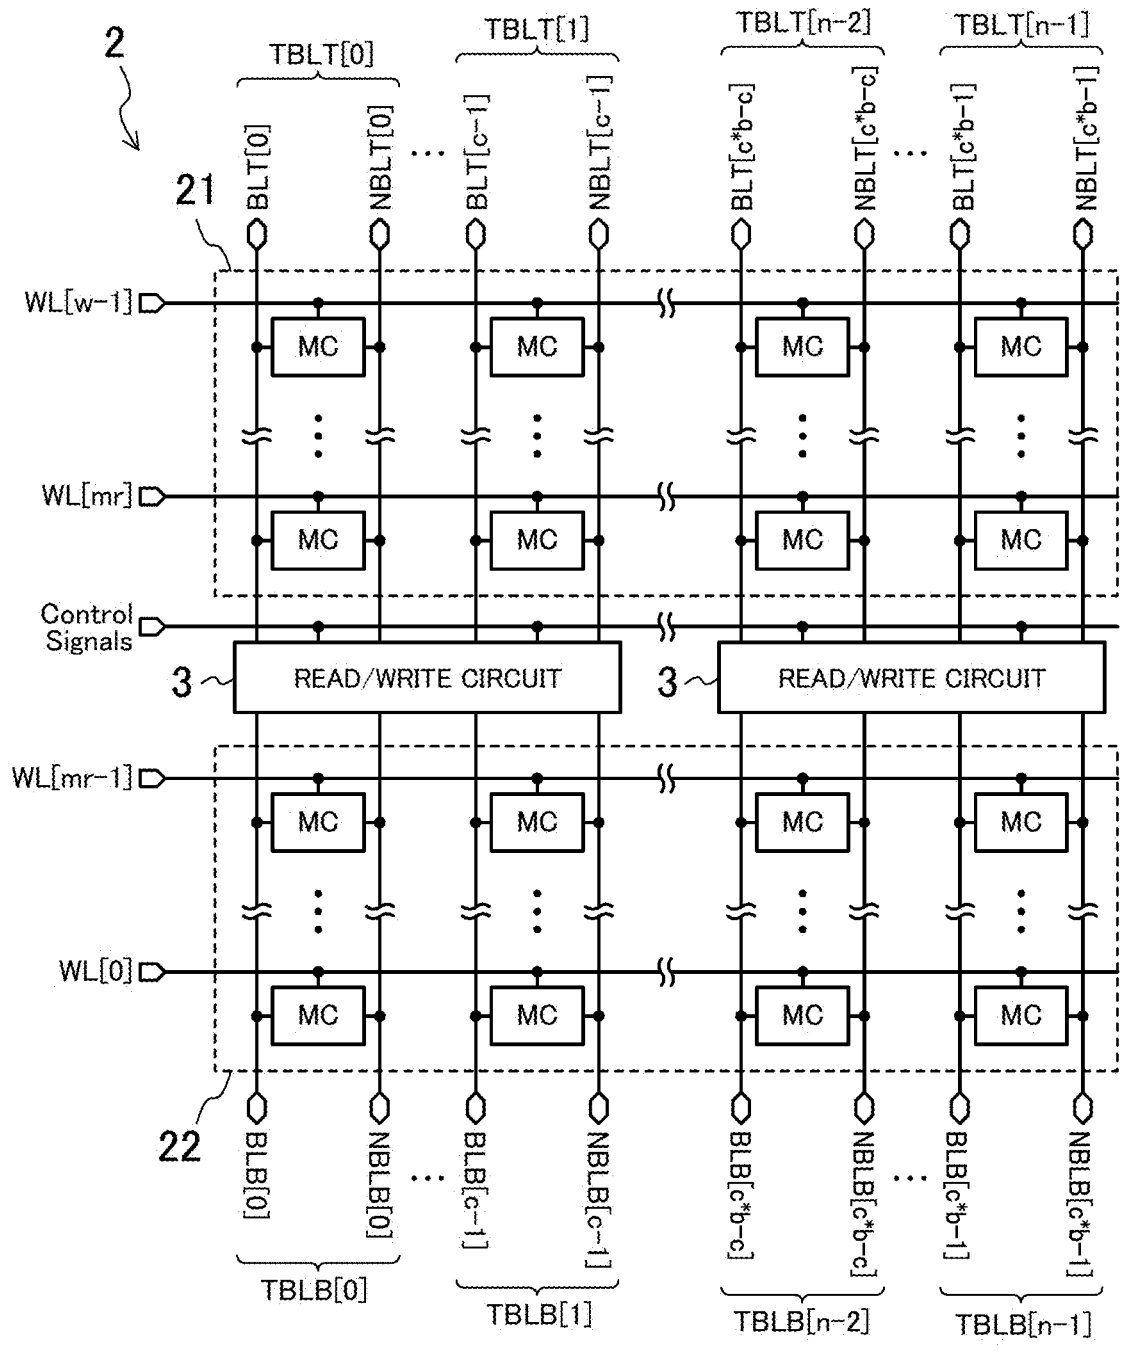 2
TBLT[0]
TBLT[1]
TBLT[n-2]
TBLT[n-1]
BLT[0]
NBLT[0]
...
BLT[c-1]
NBLT[c-1]
BLT[c*b-c]
NBLT[c*b-c]
...
BLT[c*b-1]
NBLT[c*b-1]
21
WL[w-1]
MC
MC
MC
MC
WL[mr]
MC
MC
MC
MC
Control
Signals
3
READ/WRITE CIRCUIT
3
READ/WRITE CIRCUIT
WL[mr-1]
MC
MC
MC
MC
WL[0]
MC
MC
MC
MC
22
BLB[0]
NBLB[0]
...
BLB[c-1]
NBLB[c-1]
BLB[c*b-c]
NBLB[c*b-c]
...
BLB[c*b-1]
NBLB[c*b-1]
TBLB[0]
TBLB[1]
TBLB[n-2]
TBLB[n-1]